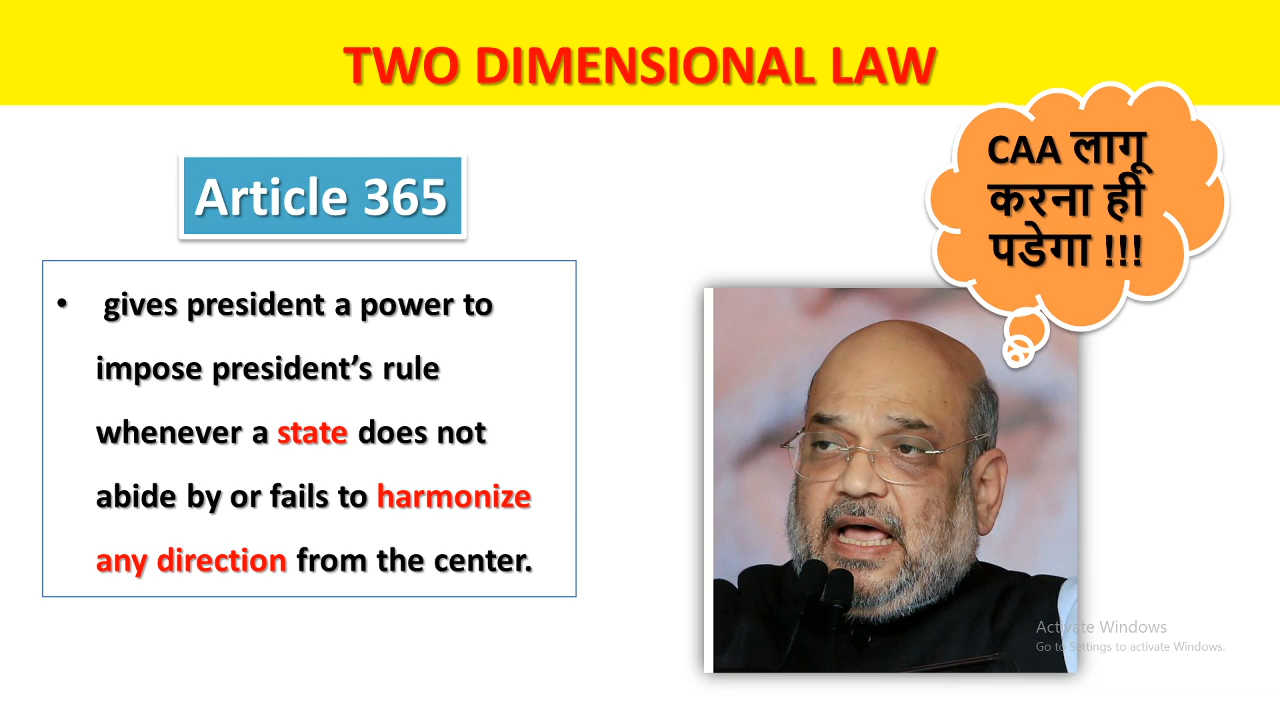 TWO DIMENSIONAL LAW
CAA लागू
करना ही
पडेगा !!!
Article 365
• gives president a power to
impose president’s rule
whenever a state does not
abide by or fails to harmonize
any direction from the center.
Activate Windows
Go to Settings to activate Windows.